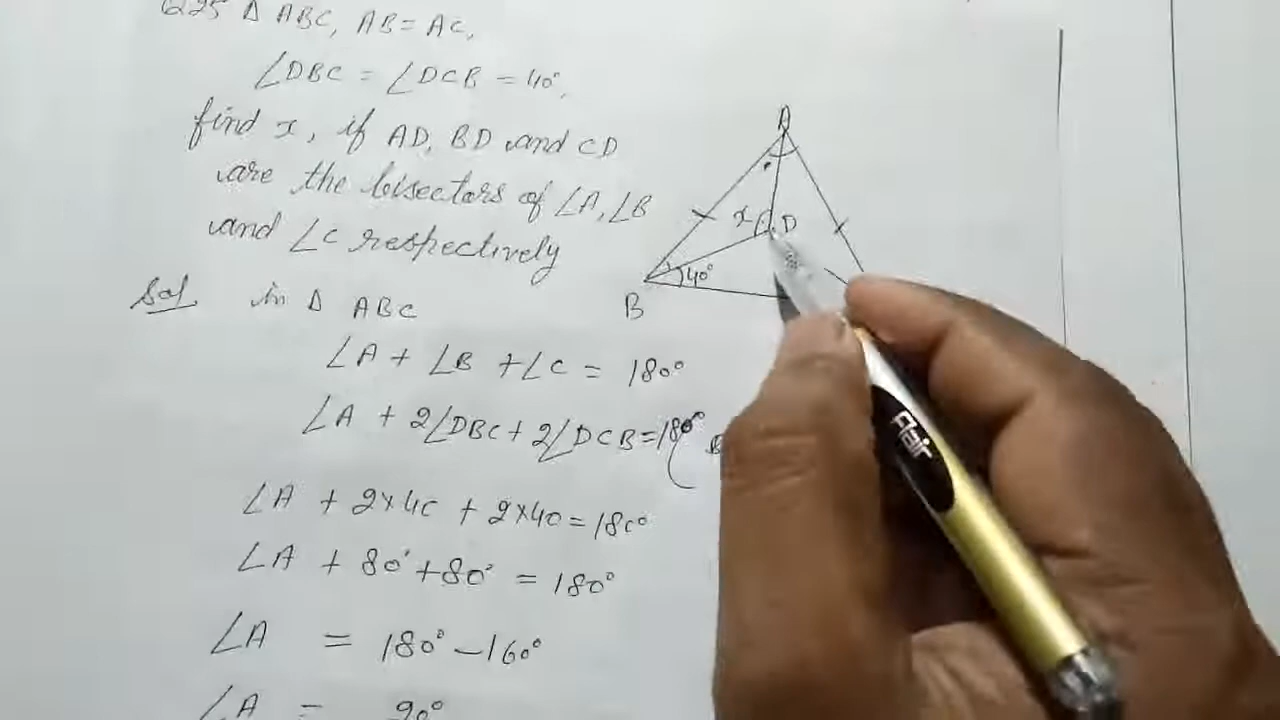 Q25 Δ ABC, AB = AC,
∠DBC = ∠DCB = 40°,
find x, if AD, BD and CD
are the bisectors of ∠A, ∠B
and ∠C respectively
Sol in Δ ABC
∠A + ∠B + ∠C = 180°
∠A + 2∠DBC + 2∠DCB = 180°
∠A + 2×40 + 2×40 = 180°
∠A + 80° + 80° = 180°
∠A = 180° – 160°
∠A = 20°
A
x D
40°
B
Flair